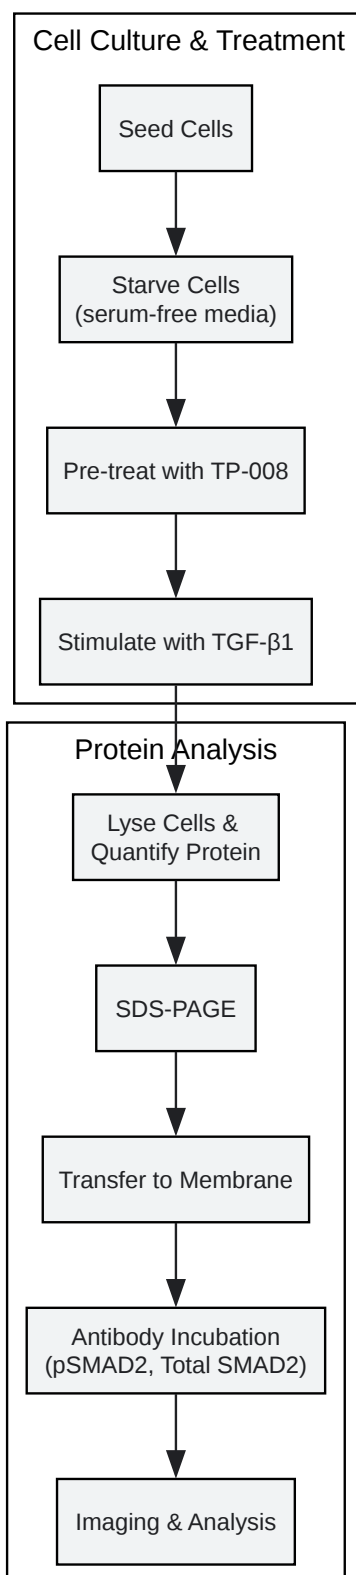 Cell Culture & Treatment
Seed Cells
Starve Cells
(serum-free media)
Pre-treat with TP-008
Stimulate with TGF-β1
Protein Analysis
Lyse Cells &
Quantify Protein
SDS-PAGE
Transfer to Membrane
Antibody Incubation
(pSMAD2, Total SMAD2)
Imaging & Analysis